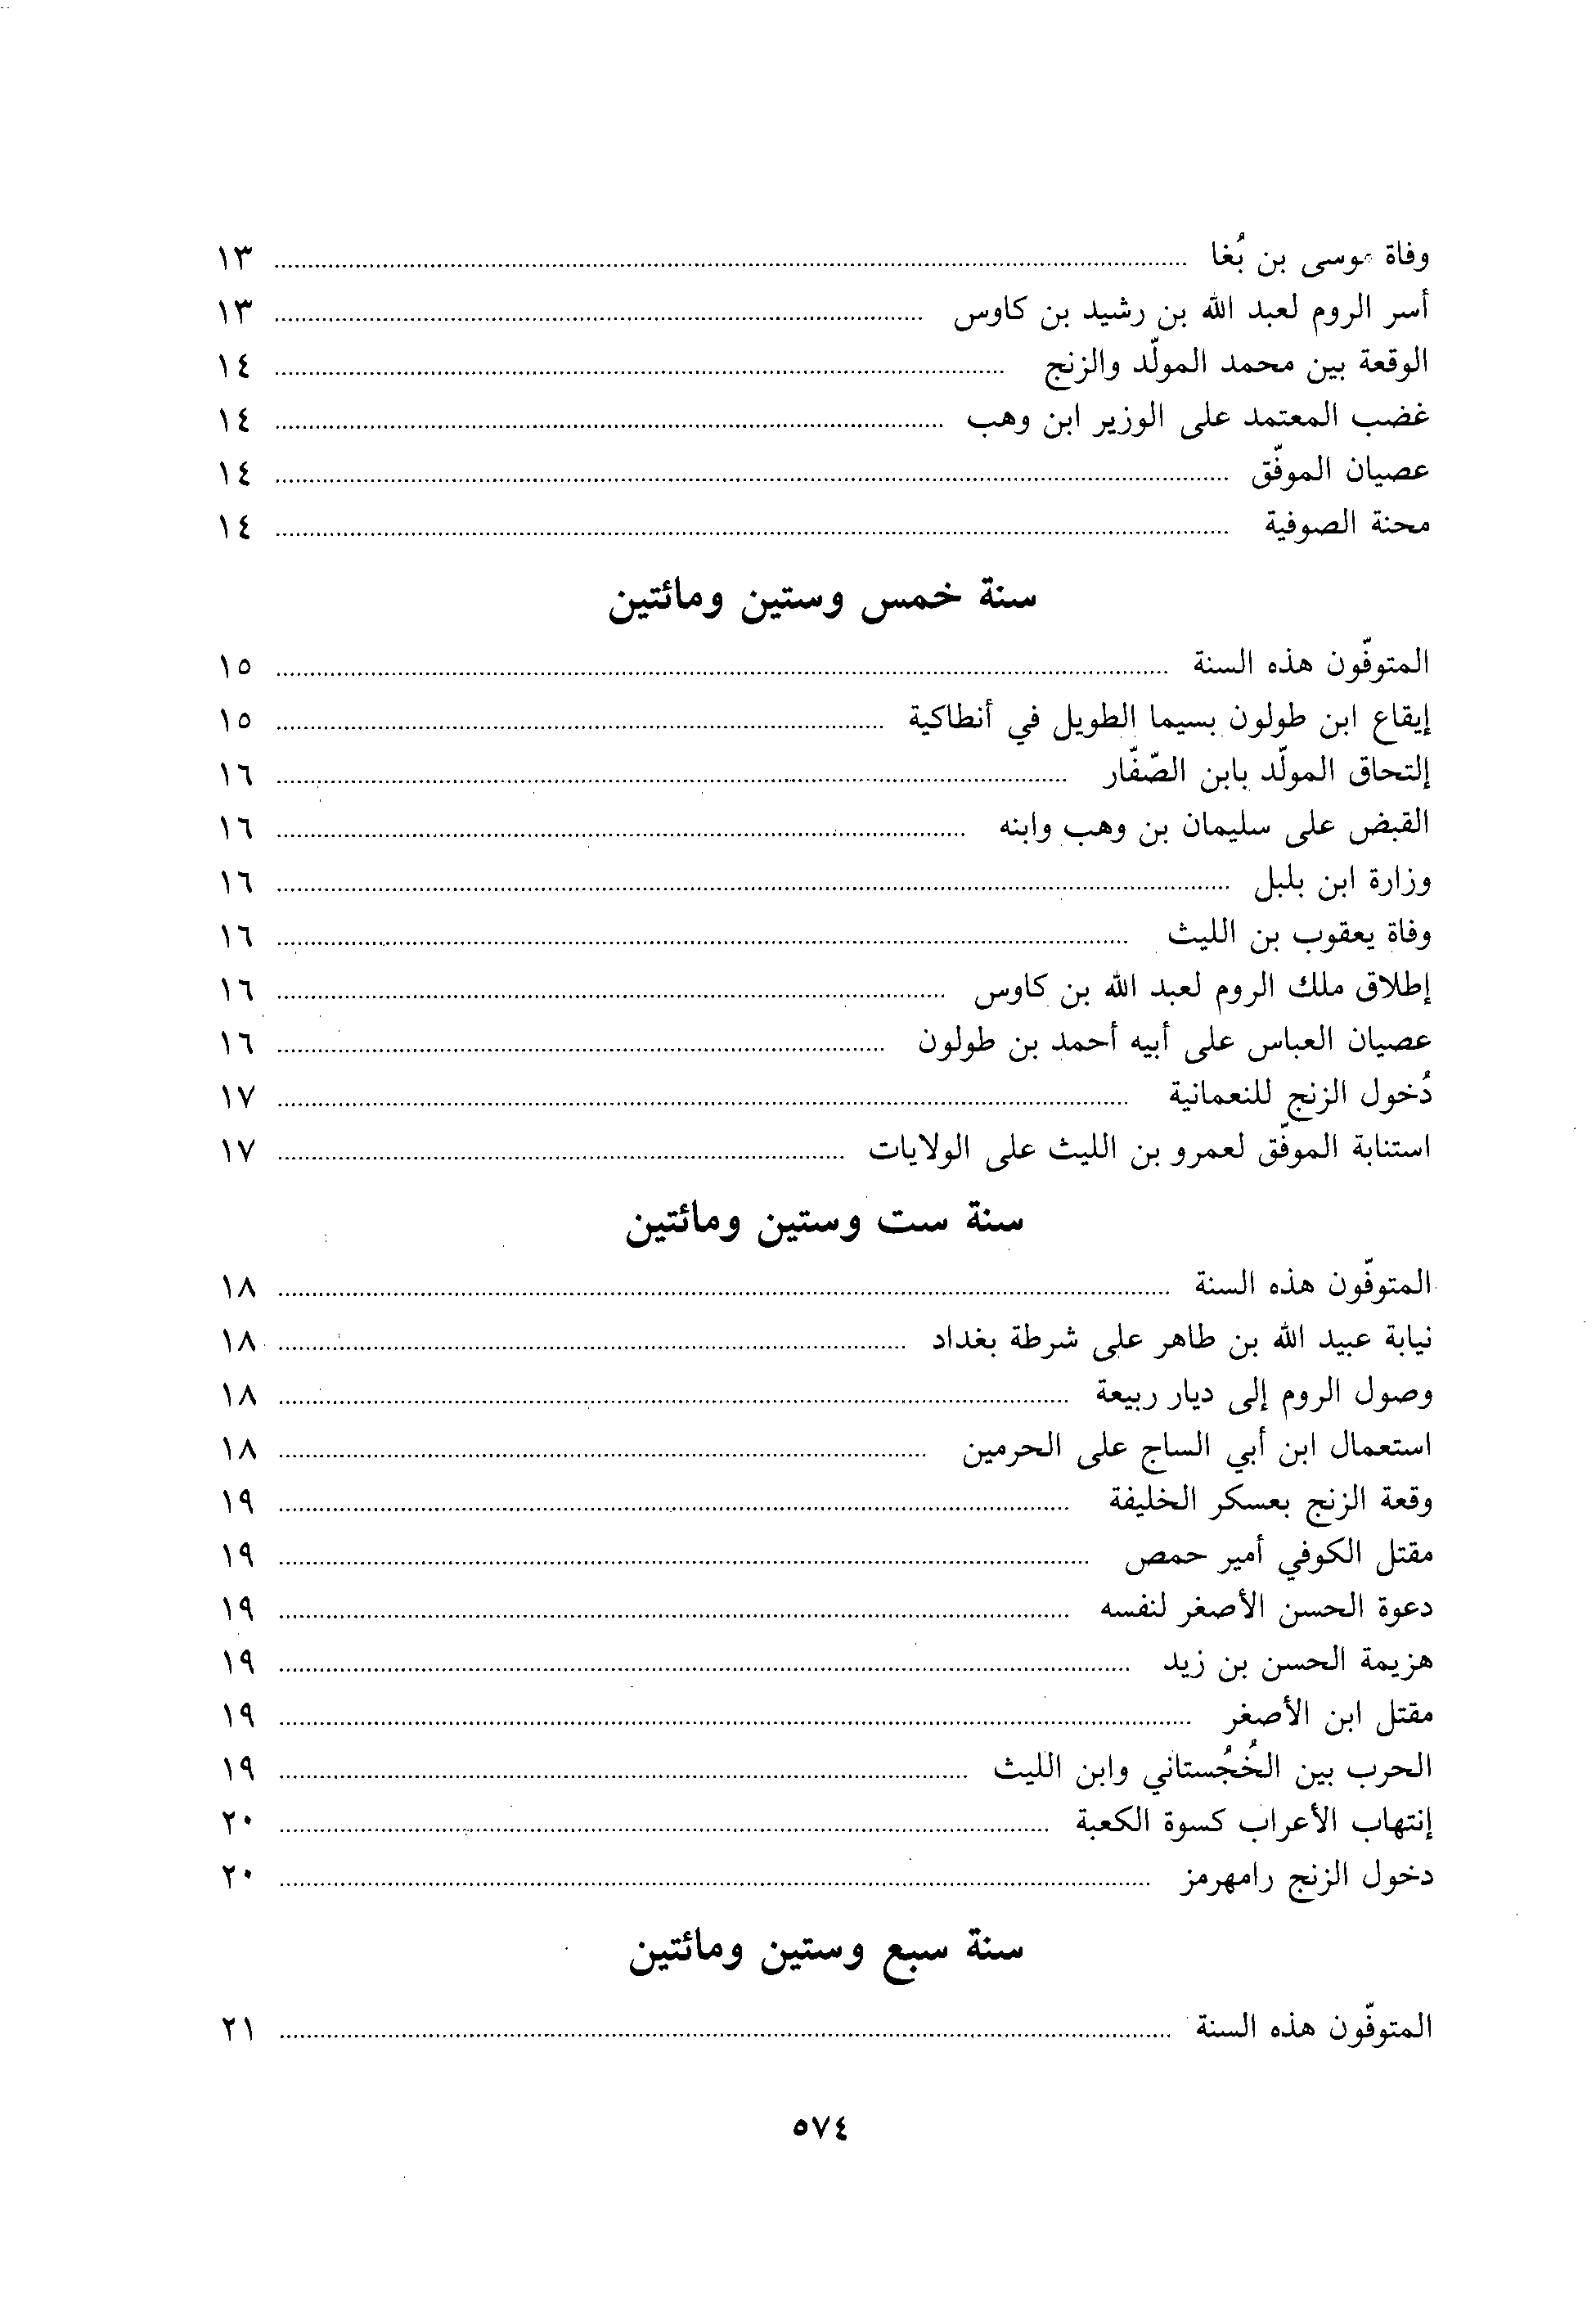 وفاة موسى بن بُغا ........ ١٣
أسر الروم لعبد الله بن رشيد بن كاوس ........ ١٣
الوقعة بين محمد المولّد والزنج ........ ١٤
غضب المعتمد على الوزير ابن وهب ........ ١٤
عصيان الموفّق ........ ١٤
محنة الصوفية ........ ١٤
سنة خمس وستين ومائتين
المتوفّون هذه السنة ........ ١٥
إيقاع ابن طولون بسيما الطويل في أنطاكية ........ ١٥
إلتحاق المولّد بابن الصّفّار ........ ١٦
القبض على سليمان بن وهب وابنه ........ ١٦
وزارة ابن بلبل ........ ١٦
وفاة يعقوب بن الليث ........ ١٦
إطلاق ملك الروم لعبد الله بن كاوس ........ ١٦
عصيان العباس على أبيه أحمد بن طولون ........ ١٦
دُخول الزنج للنعمانية ........ ١٧
استنابة الموفّق لعمرو بن الليث على الولايات ........ ١٧
سنة ست وستين ومائتين
المتوفّون هذه السنة ........ ١٨
نيابة عبيد الله بن طاهر على شرطة بغداد ........ ١٨
وصول الروم إلى ديار ربيعة ........ ١٨
استعمال ابن أبي الساج على الحرمين ........ ١٨
وقعة الزنج بعسكر الخليفة ........ ١٩
مقتل الكوفي أمير حمص ........ ١٩
دعوة الحسن الأصغر لنفسه ........ ١٩
هزيمة الحسن بن زيد ........ ١٩
مقتل ابن الأصغر ........ ١٩
الحرب بين الخُجُستاني وابن الليث ........ ١٩
إنتهاب الأعراب كسوة الكعبة ........ ٢٠
دخول الزنج رامهرمز ........ ٢٠
سنة سبع وستين ومائتين
المتوفّون هذه السنة ........ ٢١
٥٧٤